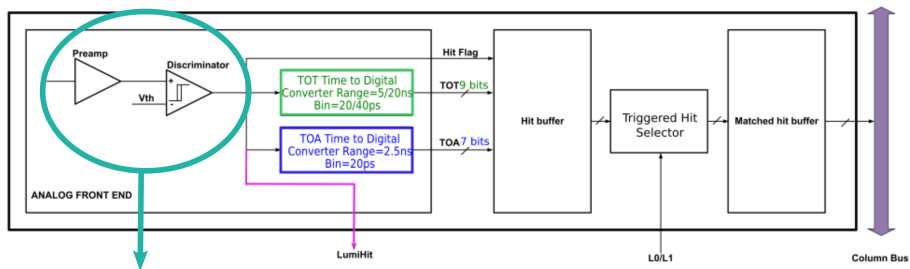 Preamp
Discriminator
Vth
+
-
TOT Time to Digital
Converter Range=5/20ns
Bin=20/40ps
TOA Time to Digital
Converter Range=2.5ns
Bin=20ps
ANALOG FRONT END
Hit Flag
TOT 9 bits
TOA 7 bits
Hit buffer
Triggered Hit
Selector
Matched hit buffer
LumiHit
L0/L1
Column Bus